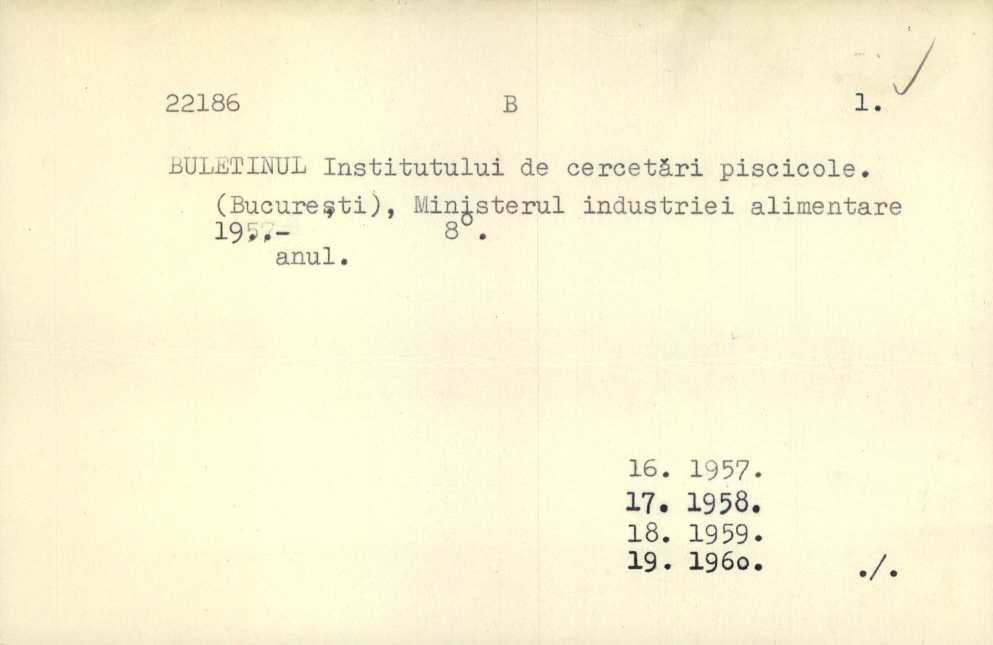 22186 B 1.
BULETINUL Institutului de cercetări piscicole.
(București), Ministerul industriei alimentare
19.,- 8°.
anul.
16. 1957.
17. 1958.
18. 1959.
19. 1960.
./.